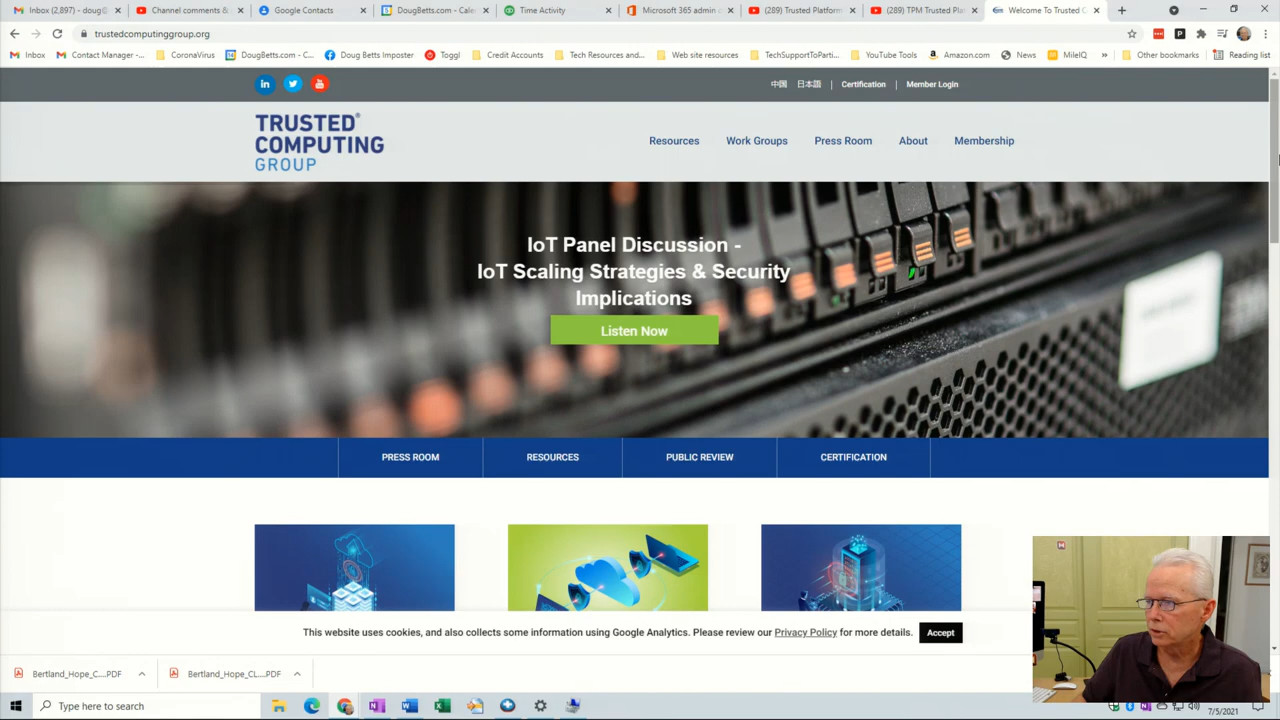 Inbox (2,897) - doug@
Channel comments &
Google Contacts
DougBetts.com - Cale
Time Activity
Microsoft 365 admin c
(289) Trusted Platform
(289) TPM Trusted Plan
Welcome To Trusted C
trustedcomputinggroup.org
Inbox
Contact Manager -...
CoronaVirus
DougBetts.com - D...
Doug Betts Imposter
Toggl
Credit Accounts
Tech Resources and...
Web site resources
TechSupportToParti...
YouTube Tools
Amazon.com
News
MileIQ
»
Other bookmarks
Reading list
in
中国 日本語 | Certification | Member Login
TRUSTED®
COMPUTING
GROUP
Resources Work Groups Press Room About Membership
IoT Panel Discussion -
IoT Scaling Strategies & Security
Implications
Listen Now
PRESS ROOM RESOURCES PUBLIC REVIEW CERTIFICATION
This website uses cookies, and also collects some information using Google Analytics. Please review our Privacy Policy for more details. Accept
Bertland_Hope_C....PDF
Bertland_Hope_CL....PDF
Type here to search
7/5/2021